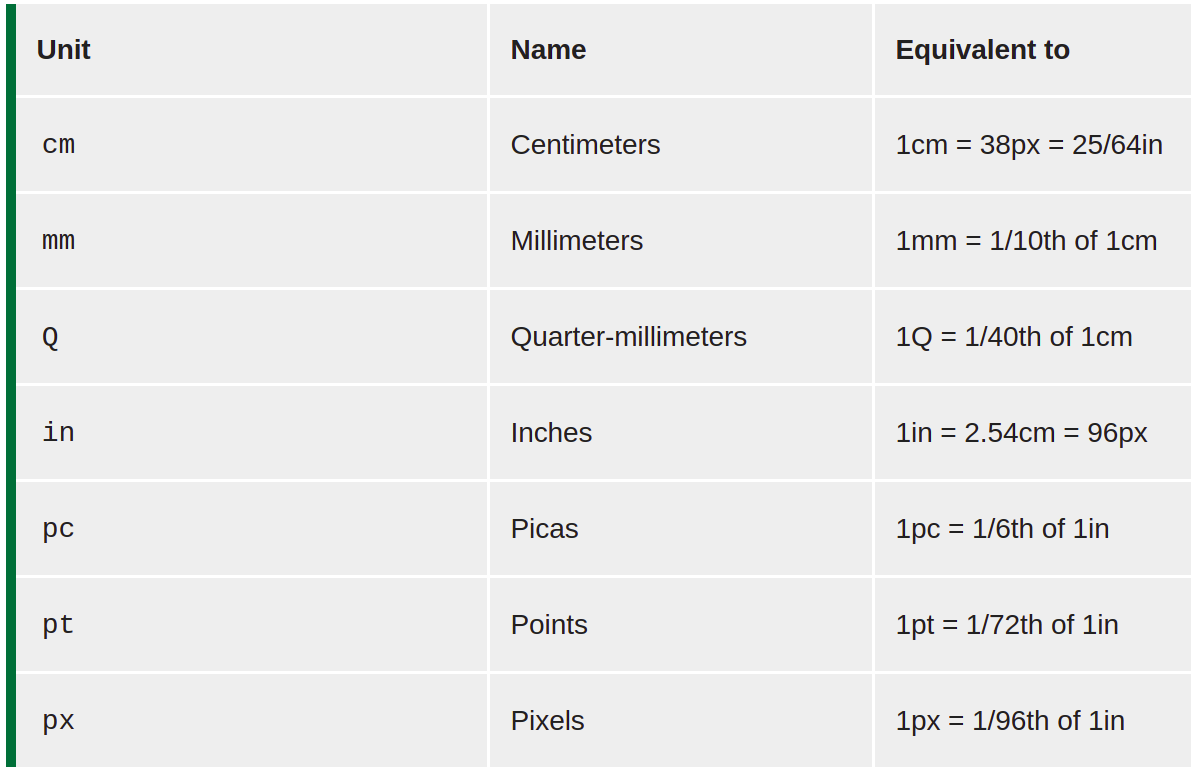 Unit Name Equivalent to
cm Centimeters 1cm = 38px = 25/64in
mm Millimeters 1mm = 1/10th of 1cm
Q Quarter-millimeters 1Q = 1/40th of 1cm
in Inches 1in = 2.54cm = 96px
pc Picas 1pc = 1/6th of 1in
pt Points 1pt = 1/72th of 1in
px Pixels 1px = 1/96th of 1in